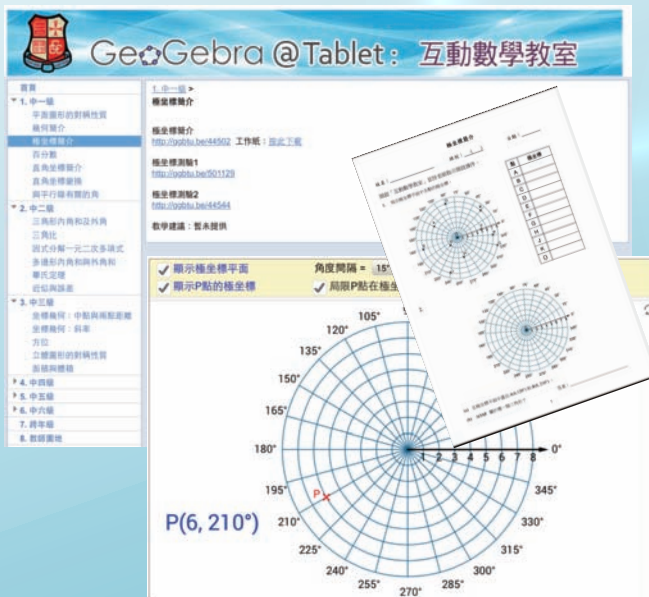 GeoGebra @Tablet： 互動數學教室
首頁
1. 中一級
平面圖形的對稱性質
幾何簡介
極坐標簡介
百分數
直角坐標簡介
直角坐標變換
與平行線有關的角
2. 中二級
三角形內角和及外角
三角比
因式分解一元二次多項式
多邊形內角和與外角和
畢氏定理
近似與誤差
3. 中三級
坐標幾何：中點與兩點距離
坐標幾何：斜率
方位
立體圖形的對稱性質
面積與體積
4. 中四級
5. 中五級
6. 中六級
7. 跨年級
8. 教師園地
1. 中一級 >
極坐標簡介
極坐標簡介
http://ggbtu.be/44502 工作紙：按此下載
極坐標測驗1
http://ggbtu.be/501129
極坐標測驗2
http://ggbtu.be/44544
教學建議：暫未提供
極坐標簡介
點 極坐標
A
B
C
D
E
F
G
H
J
K
O
2.
顯示極坐標平面
角度間隔 = 15°
顯示P點的極坐標
局限P點在極坐
105°
120°
135°
150°
165°
180°
195°
210°
225°
240°
255°
270°
285°
300°
315°
330°
345°
0°
1 2 3 4 5 6 7 8
P
P(6, 210°)